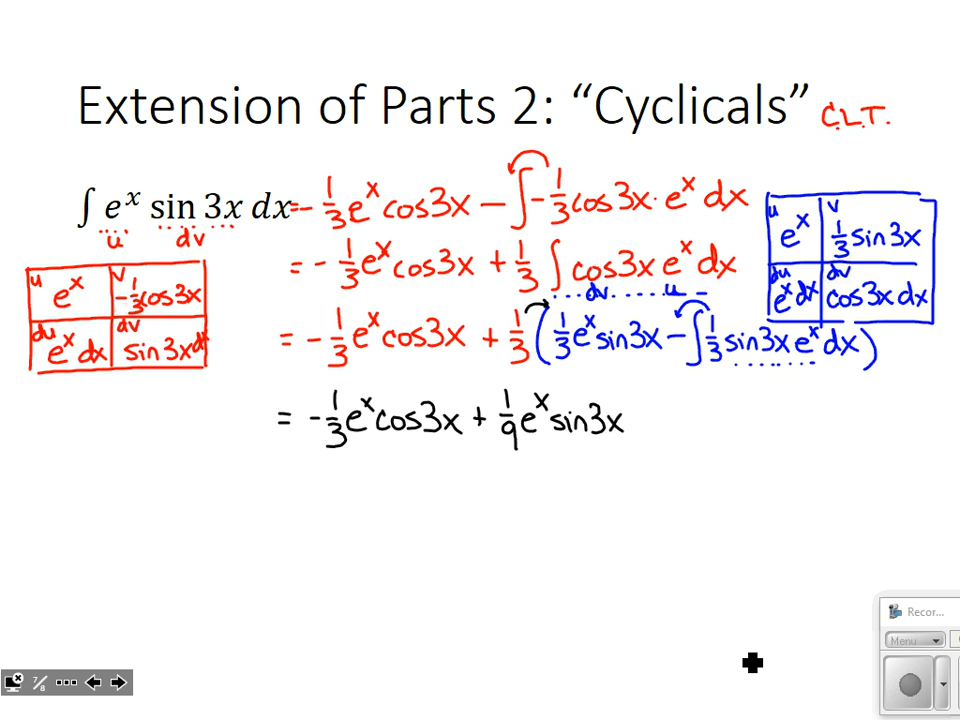 Extension of Parts 2: “Cyclicals” C.L.T.
∫ e^x sin 3x dx = -1/3 e^x cos3x - ∫ -1/3 cos3x · e^x dx
u dv
= -1/3 e^x cos3x + 1/3 ∫ cos3x e^x dx
dv u
= -1/3 e^x cos3x + 1/3 (1/3 e^x sin3x - ∫ 1/3 sin3x e^x dx)
= -1/3 e^x cos3x + 1/9 e^x sin3x
u e^x v -1/3 cos3x
du e^x dx dv sin3x dx
u e^x v 1/3 sin3x
du e^x dx dv cos3x dx
Recor...
Menu
7/8